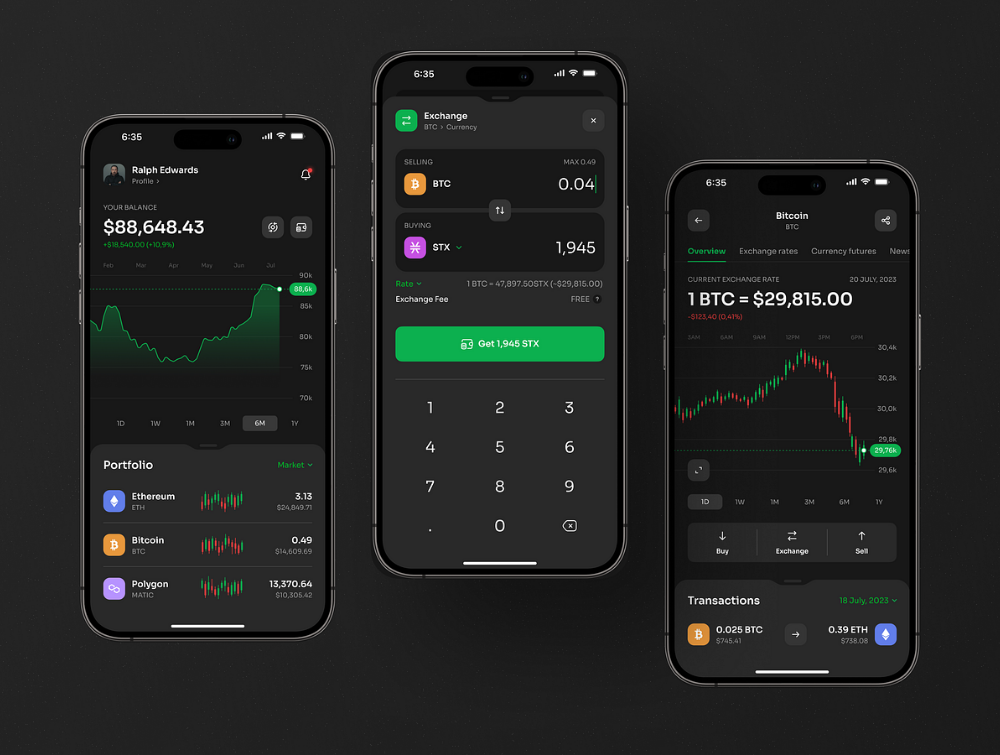 6:35
Ralph Edwards
Profile >
YOUR BALANCE
$88,648.43
+$18,540.00 (+10,9%)
Feb Mar Apr May Jun Jul
90k
88,6k
85k
80k
75k
70k
1D 1W 1M 3M 6M 1Y
Portfolio Market
Ethereum 3.13
ETH $24,849.71
Bitcoin 0.49
BTC $14,609.69
Polygon 13,370.64
MATIC $10,305.42
6:35
Exchange
BTC > Currency
SELLING MAX 0.49
BTC 0.04
BUYING
STX 1,945
Rate 1 BTC = 47,897.50STX (~$29,815.00)
Exchange Fee FREE ?
Get 1,945 STX
1 2 3
4 5 6
7 8 9
. 0
6:35
Bitcoin
BTC
Overview Exchange rates Currency futures News
CURRENT EXCHANGE RATE 20 JULY, 2023
1 BTC = $29,815.00
-$123,40 (0,41%)
3AM 6AM 9AM 12PM 3PM 6PM
30,4k
30,2k
30,0k
29,8k
29,76k
29,6k
1D 1W 1M 3M 6M 1Y
Buy Exchange Sell
Transactions 18 July, 2023
0.025 BTC 0.39 ETH
$745.41 $738.08